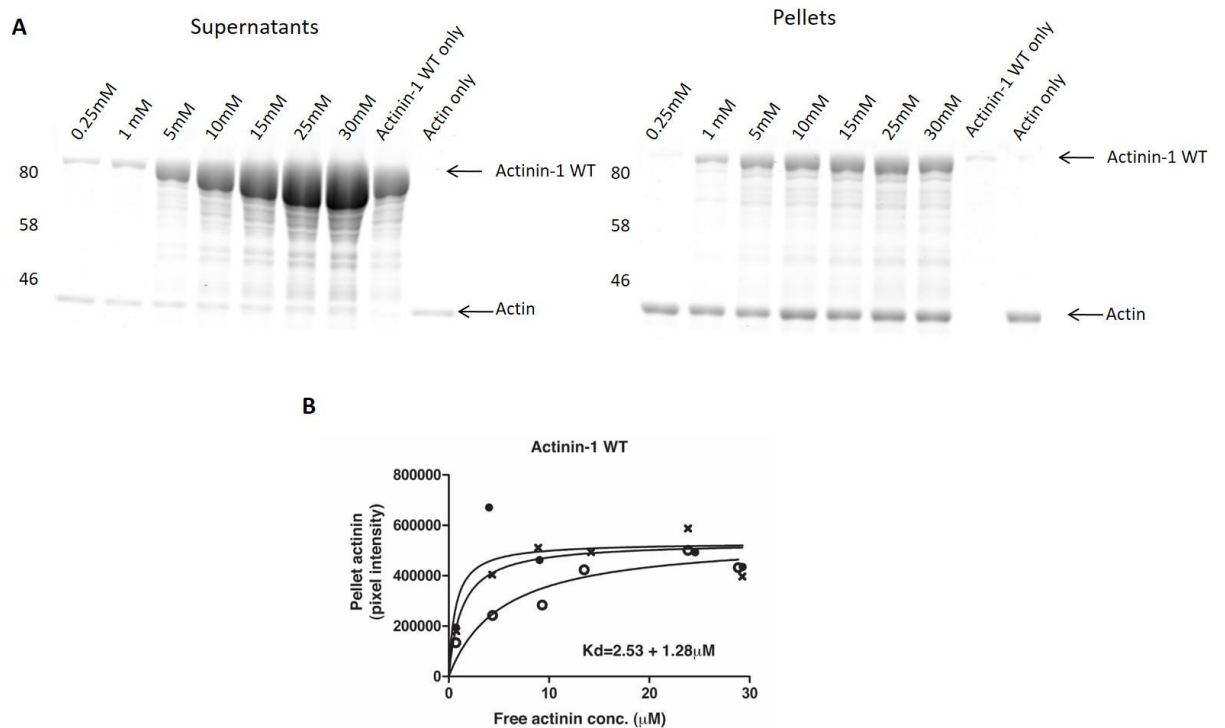 A
Supernatants
0.25mM
1 mM
5mM
10mM
15mM
25mM
30mM
Actinin-1 WT only
Actin only
80
58
46
Actinin-1 WT
Actin
Pellets
0.25mM
1 mM
5mM
10mM
15mM
25mM
30mM
Actinin-1 WT only
Actin only
80
58
46
Actinin-1 WT
Actin
B
Actinin-1 WT
Pellet actinin
(pixel intensity)
800000
600000
400000
200000
0
Kd=2.53 + 1.28µM
0 10 20 30
Free actinin conc. (µM)